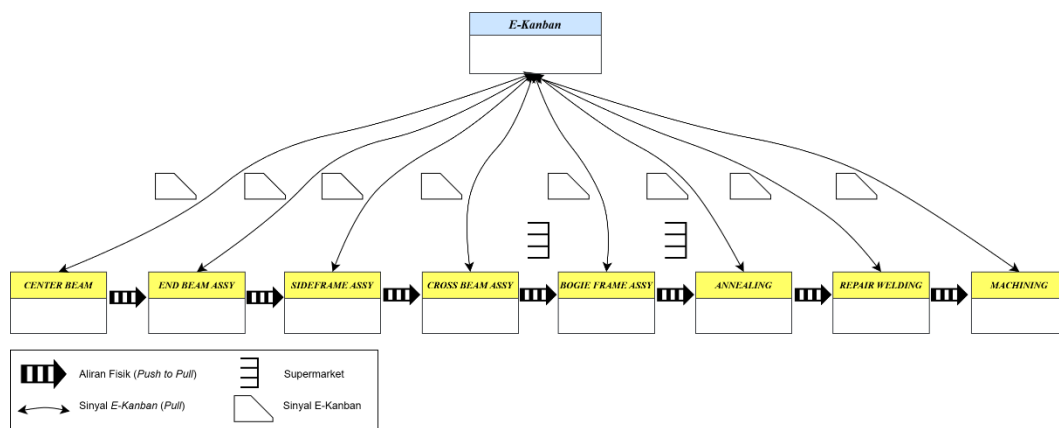 E-Kanban
CENTER BEAM
END BEAM ASSY
SIDEFRAME ASSY
CROSS BEAM ASSY
BOGIE FRAME ASSY
ANNEALING
REPAIR WELDING
MACHINING
Aliran Fisik (Push to Pull)
Supermarket
Sinyal E-Kanban (Pull)
Sinyal E-Kanban